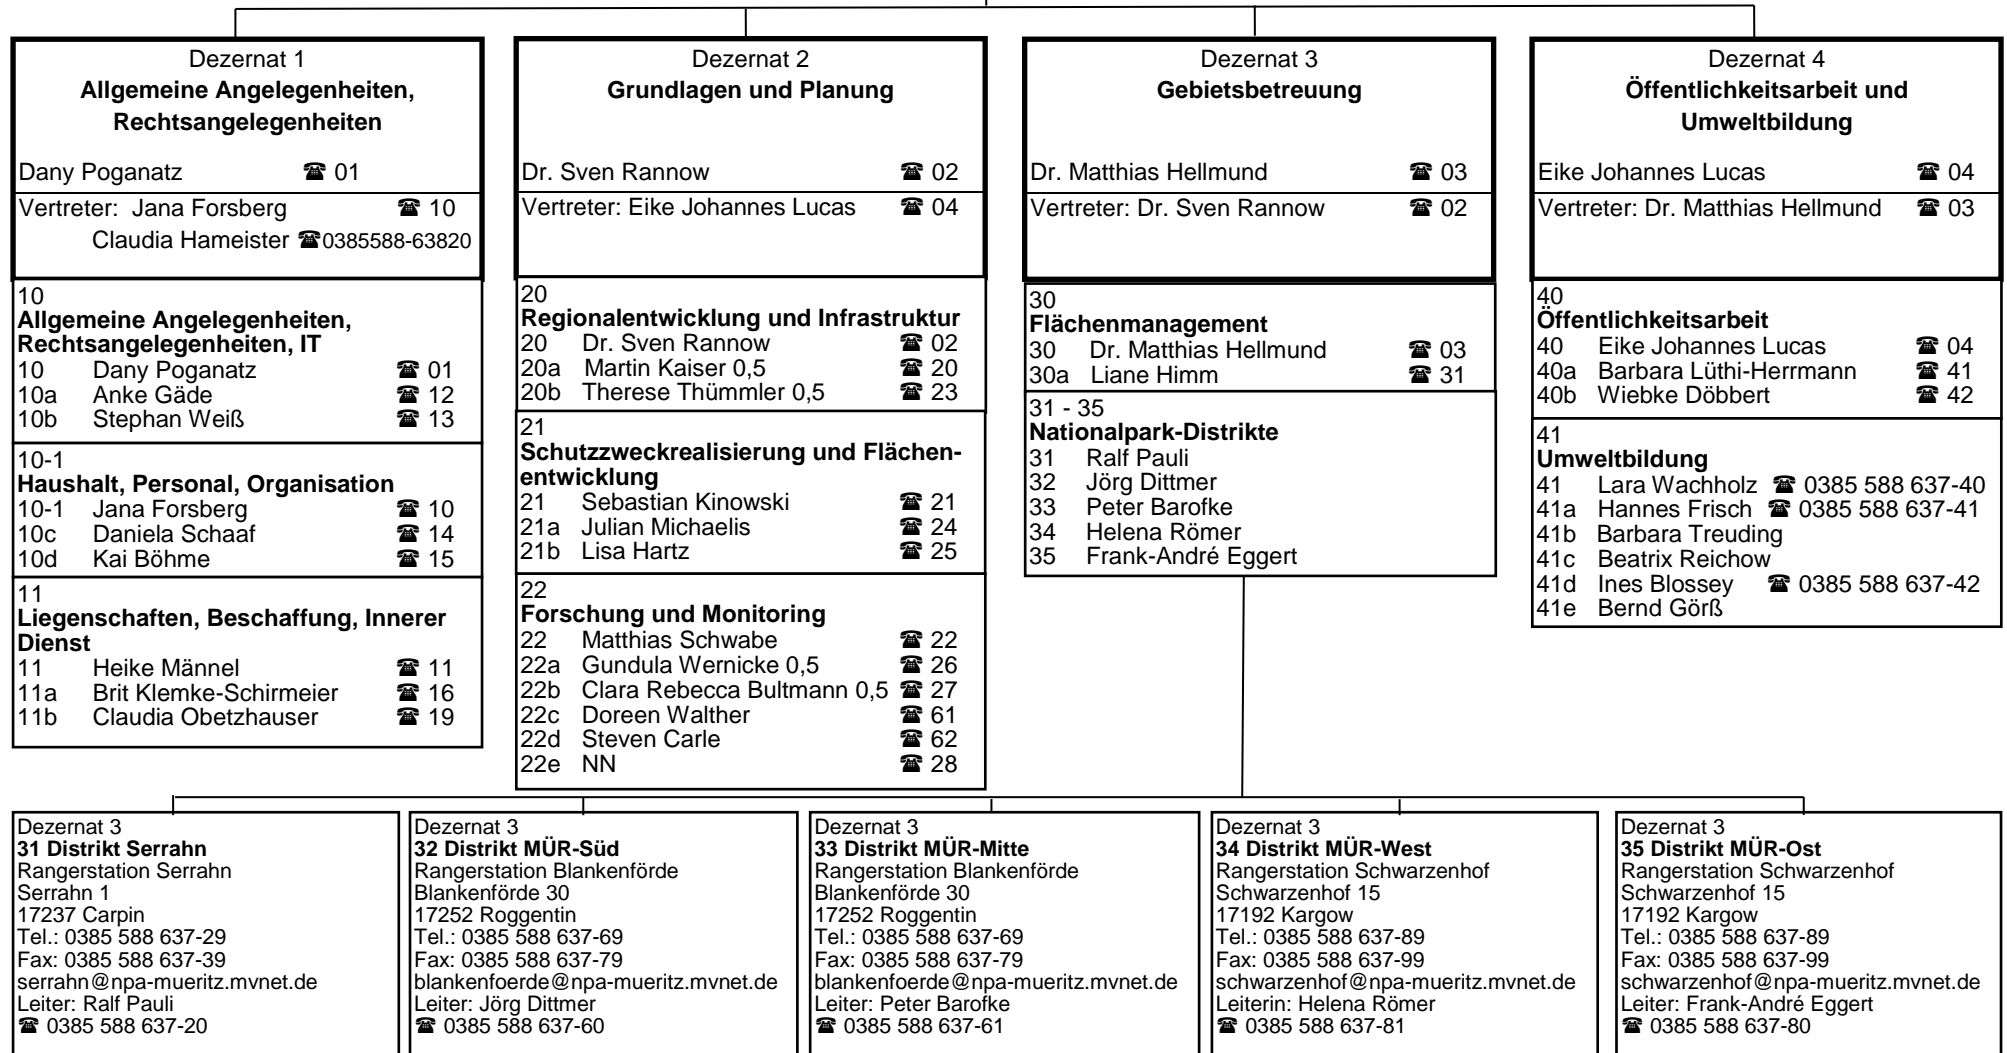 Dezernat 1
Allgemeine Angelegenheiten,
Rechtsangelegenheiten
Dany Poganatz ☎ 01
Vertreter: Jana Forsberg ☎ 10
Claudia Hameister ☎0385588-63820
10
Allgemeine Angelegenheiten,
Rechtsangelegenheiten, IT
10 Dany Poganatz ☎ 01
10a Anke Gäde ☎ 12
10b Stephan Weiß ☎ 13
10-1
Haushalt, Personal, Organisation
10-1 Jana Forsberg ☎ 10
10c Daniela Schaaf ☎ 14
10d Kai Böhme ☎ 15
11
Liegenschaften, Beschaffung, Innerer
Dienst
11 Heike Männel ☎ 11
11a Brit Klemke-Schirmeier ☎ 16
11b Claudia Obetzhauser ☎ 19
Dezernat 2
Grundlagen und Planung
Dr. Sven Rannow ☎ 02
Vertreter: Eike Johannes Lucas ☎ 04
20
Regionalentwicklung und Infrastruktur
20 Dr. Sven Rannow ☎ 02
20a Martin Kaiser 0,5 ☎ 20
20b Therese Thümmler 0,5 ☎ 23
21
Schutzzweckrealisierung und Flächen-
entwicklung
21 Sebastian Kinowski ☎ 21
21a Julian Michaelis ☎ 24
21b Lisa Hartz ☎ 25
22
Forschung und Monitoring
22 Matthias Schwabe ☎ 22
22a Gundula Wernicke 0,5 ☎ 26
22b Clara Rebecca Bultmann 0,5 ☎ 27
22c Doreen Walther ☎ 61
22d Steven Carle ☎ 62
22e NN ☎ 28
Dezernat 3
Gebietsbetreuung
Dr. Matthias Hellmund ☎ 03
Vertreter: Dr. Sven Rannow ☎ 02
30
Flächenmanagement
30 Dr. Matthias Hellmund ☎ 03
30a Liane Himm ☎ 31
31 - 35
Nationalpark-Distrikte
31 Ralf Pauli
32 Jörg Dittmer
33 Peter Barofke
34 Helena Römer
35 Frank-André Eggert
Dezernat 4
Öffentlichkeitsarbeit und
Umweltbildung
Eike Johannes Lucas ☎ 04
Vertreter: Dr. Matthias Hellmund ☎ 03
40
Öffentlichkeitsarbeit
40 Eike Johannes Lucas ☎ 04
40a Barbara Lüthi-Herrmann ☎ 41
40b Wiebke Döbbert ☎ 42
41
Umweltbildung
41 Lara Wachholz ☎ 0385 588 637-40
41a Hannes Frisch ☎ 0385 588 637-41
41b Barbara Treuding
41c Beatrix Reichow
41d Ines Blossey ☎ 0385 588 637-42
41e Bernd Görß
Dezernat 3
31 Distrikt Serrahn
Rangerstation Serrahn
Serrahn 1
17237 Carpin
Tel.: 0385 588 637-29
Fax: 0385 588 637-39
serrahn@npa-mueritz.mvnet.de
Leiter: Ralf Pauli
☎ 0385 588 637-20
Dezernat 3
32 Distrikt MÜR-Süd
Rangerstation Blankenförde
Blankenförde 30
17252 Roggentin
Tel.: 0385 588 637-69
Fax: 0385 588 637-79
blankenfoerde@npa-mueritz.mvnet.de
Leiter: Jörg Dittmer
☎ 0385 588 637-60
Dezernat 3
33 Distrikt MÜR-Mitte
Rangerstation Blankenförde
Blankenförde 30
17252 Roggentin
Tel.: 0385 588 637-69
Fax: 0385 588 637-79
blankenfoerde@npa-mueritz.mvnet.de
Leiter: Peter Barofke
☎ 0385 588 637-61
Dezernat 3
34 Distrikt MÜR-West
Rangerstation Schwarzenhof
Schwarzenhof 15
17192 Kargow
Tel.: 0385 588 637-89
Fax: 0385 588 637-99
schwarzenhof@npa-mueritz.mvnet.de
Leiterin: Helena Römer
☎ 0385 588 637-81
Dezernat 3
35 Distrikt MÜR-Ost
Rangerstation Schwarzenhof
Schwarzenhof 15
17192 Kargow
Tel.: 0385 588 637-89
Fax: 0385 588 637-99
schwarzenhof@npa-mueritz.mvnet.de
Leiter: Frank-André Eggert
☎ 0385 588 637-80